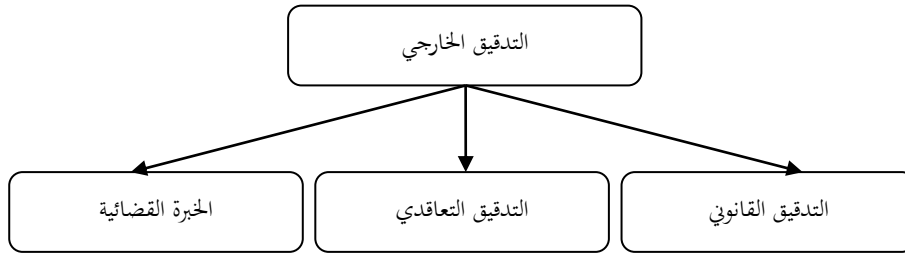 التدقيق الخارجي
التدقيق القانوني
التدقيق التعاقدي
الخبرة القضائية